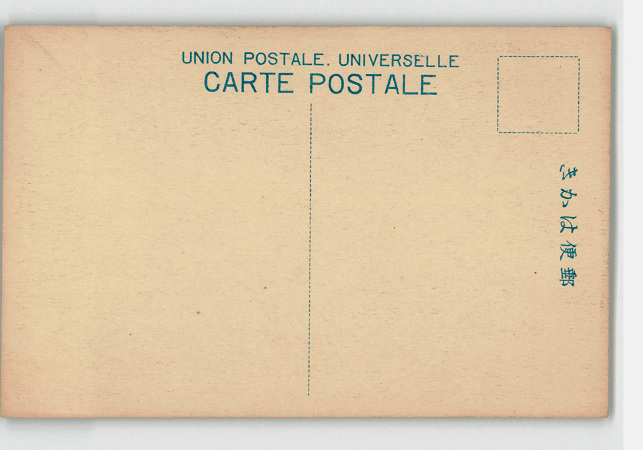 UNION POSTALE. UNIVERSELLE
CARTE POSTALE
郵便はかき